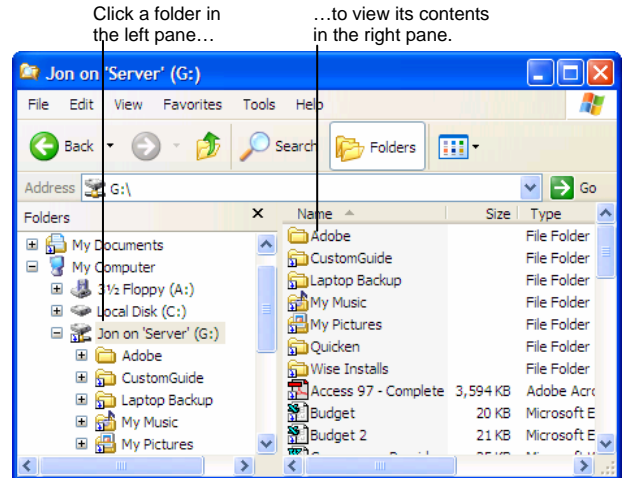 Click a folder in the left pane…
…to view its contents in the right pane.
Jon on 'Server' (G:)
File Edit View Favorites Tools Help
Back Search Folders
Address G:\ Go
Folders
My Documents
My Computer
3½ Floppy (A:)
Local Disk (C:)
Jon on 'Server' (G:)
Adobe
CustomGuide
Laptop Backup
My Music
My Pictures
Name Size Type
Adobe File Folder
CustomGuide File Folder
Laptop Backup File Folder
My Music File Folder
My Pictures File Folder
Quicken File Folder
Wise Installs File Folder
Access 97 - Complete 3,594 KB Adobe Acro
Budget 20 KB Microsoft E
Budget 2 21 KB Microsoft E